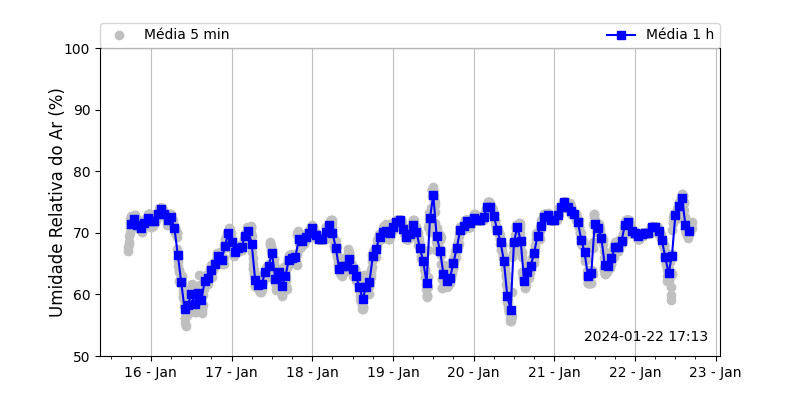 Média 5 min
Média 1 h
Umidade Relativa do Ar (%)
100
90
80
70
60
50
2024-01-22 17:13
16 - Jan
17 - Jan
18 - Jan
19 - Jan
20 - Jan
21 - Jan
22 - Jan
23 - Jan